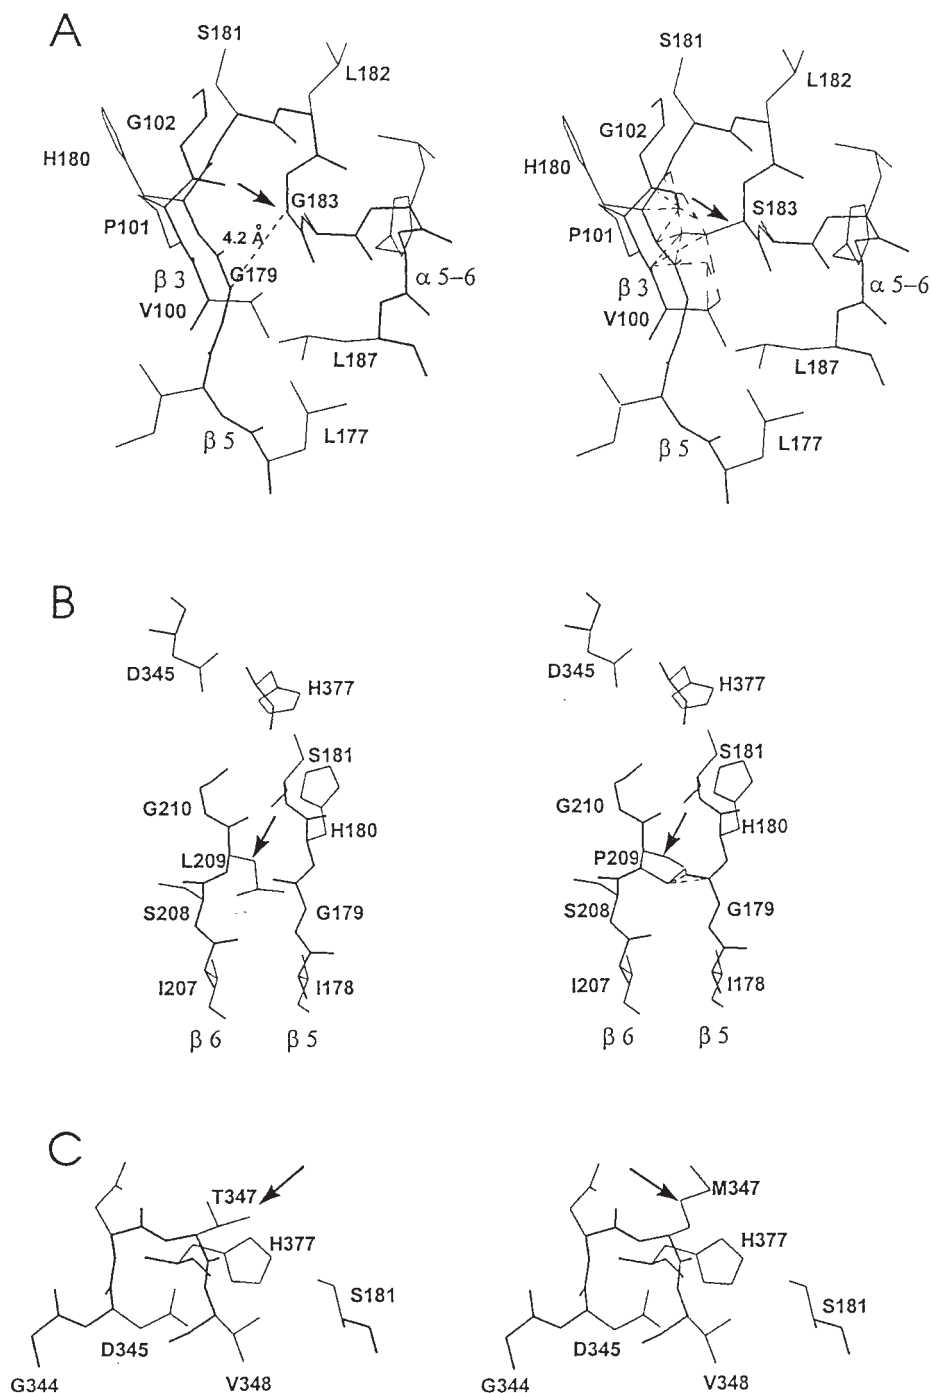 A
S181
L182
G102
H180
G183
P101
4.2 Å
G179
β 3
α 5-6
V100
L187
L177
β 5
S181
L182
G102
H180
S183
P101
β 3
α 5-6
V100
L187
L177
β 5
B
D345
H377
S181
G210
H180
L209
S208
G179
I207
I178
β 6
β 5
D345
H377
S181
G210
H180
P209
S208
G179
I207
I178
β 6
β 5
C
T347
H377
S181
D345
G344
V348
M347
H377
S181
D345
G344
V348